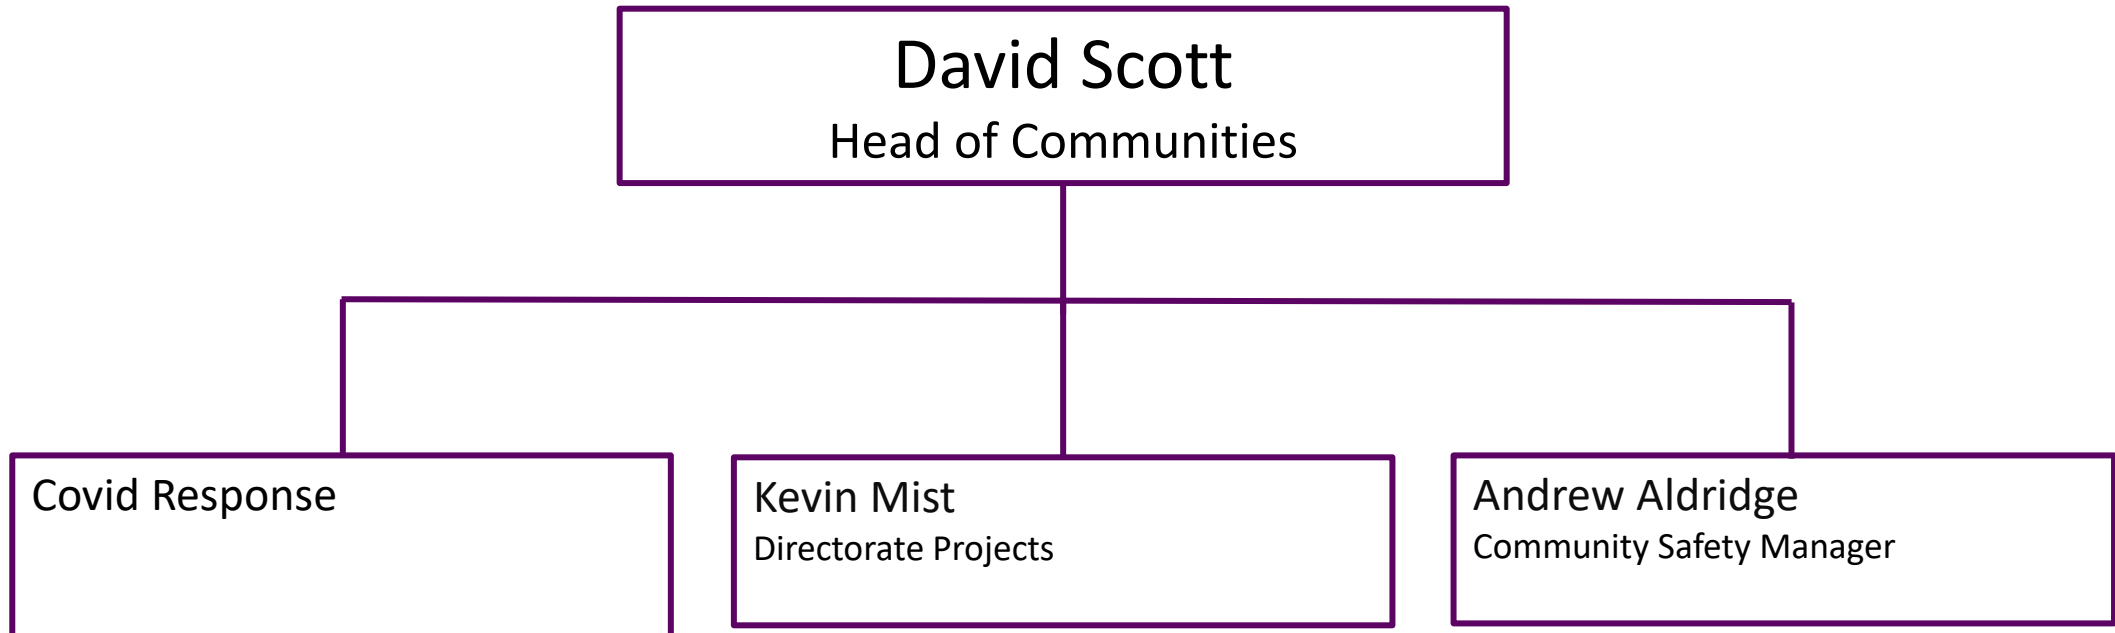 David Scott
Head of Communities
Covid Response
Kevin Mist
Directorate Projects
Andrew Aldridge
Community Safety Manager